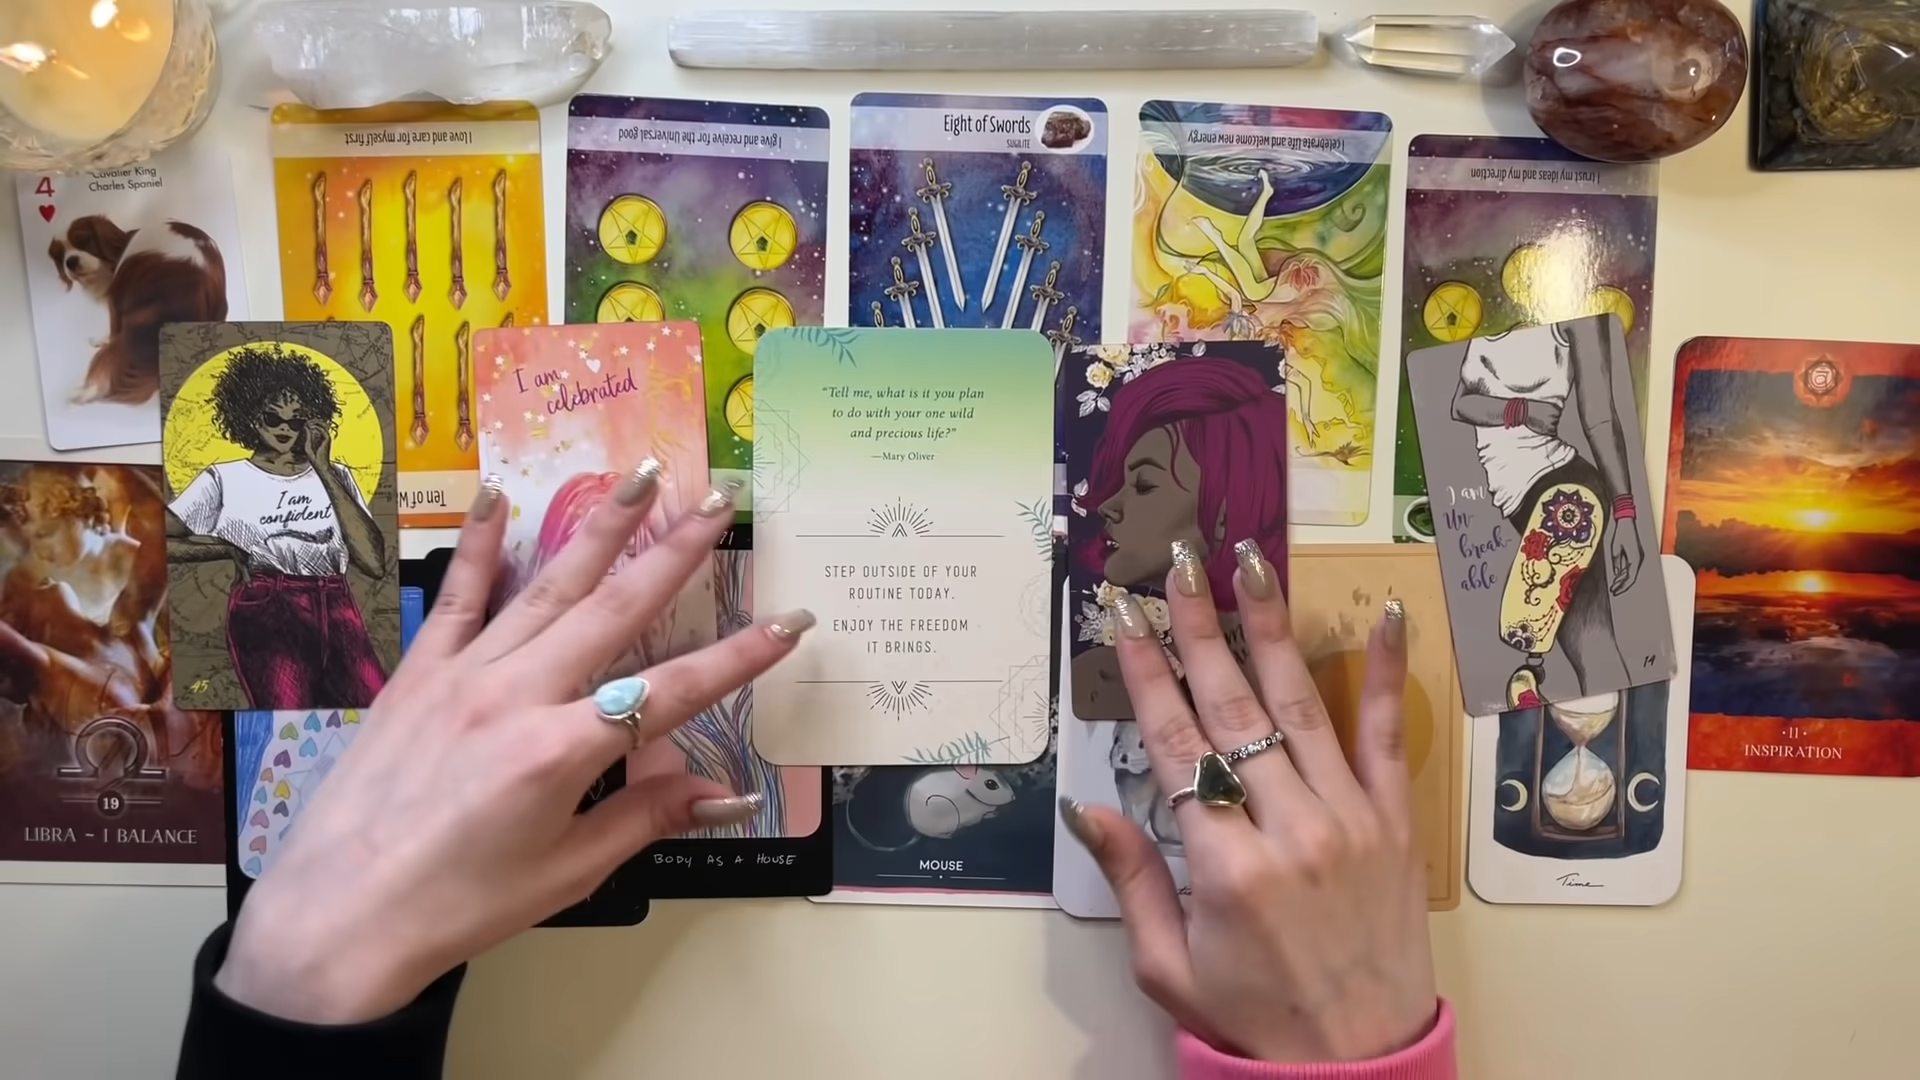 4
Cavalier King
Charles Spaniel
I love and care for myself first
I give and receive for the Universal good
Eight of Swords
SUGILITE
I celebrate life and welcome new energy
I trust my ideas and my direction
Ten of W
I am
confident
45
I am
celebrated
"Tell me, what is it you plan
to do with your one wild
and precious life?"
—Mary Oliver
STEP OUTSIDE OF YOUR
ROUTINE TODAY.
ENJOY THE FREEDOM
IT BRINGS.
I am
Un-
break-
able
14
·11·
INSPIRATION
19
LIBRA ~ I BALANCE
BODY AS A HOUSE
MOUSE
Time